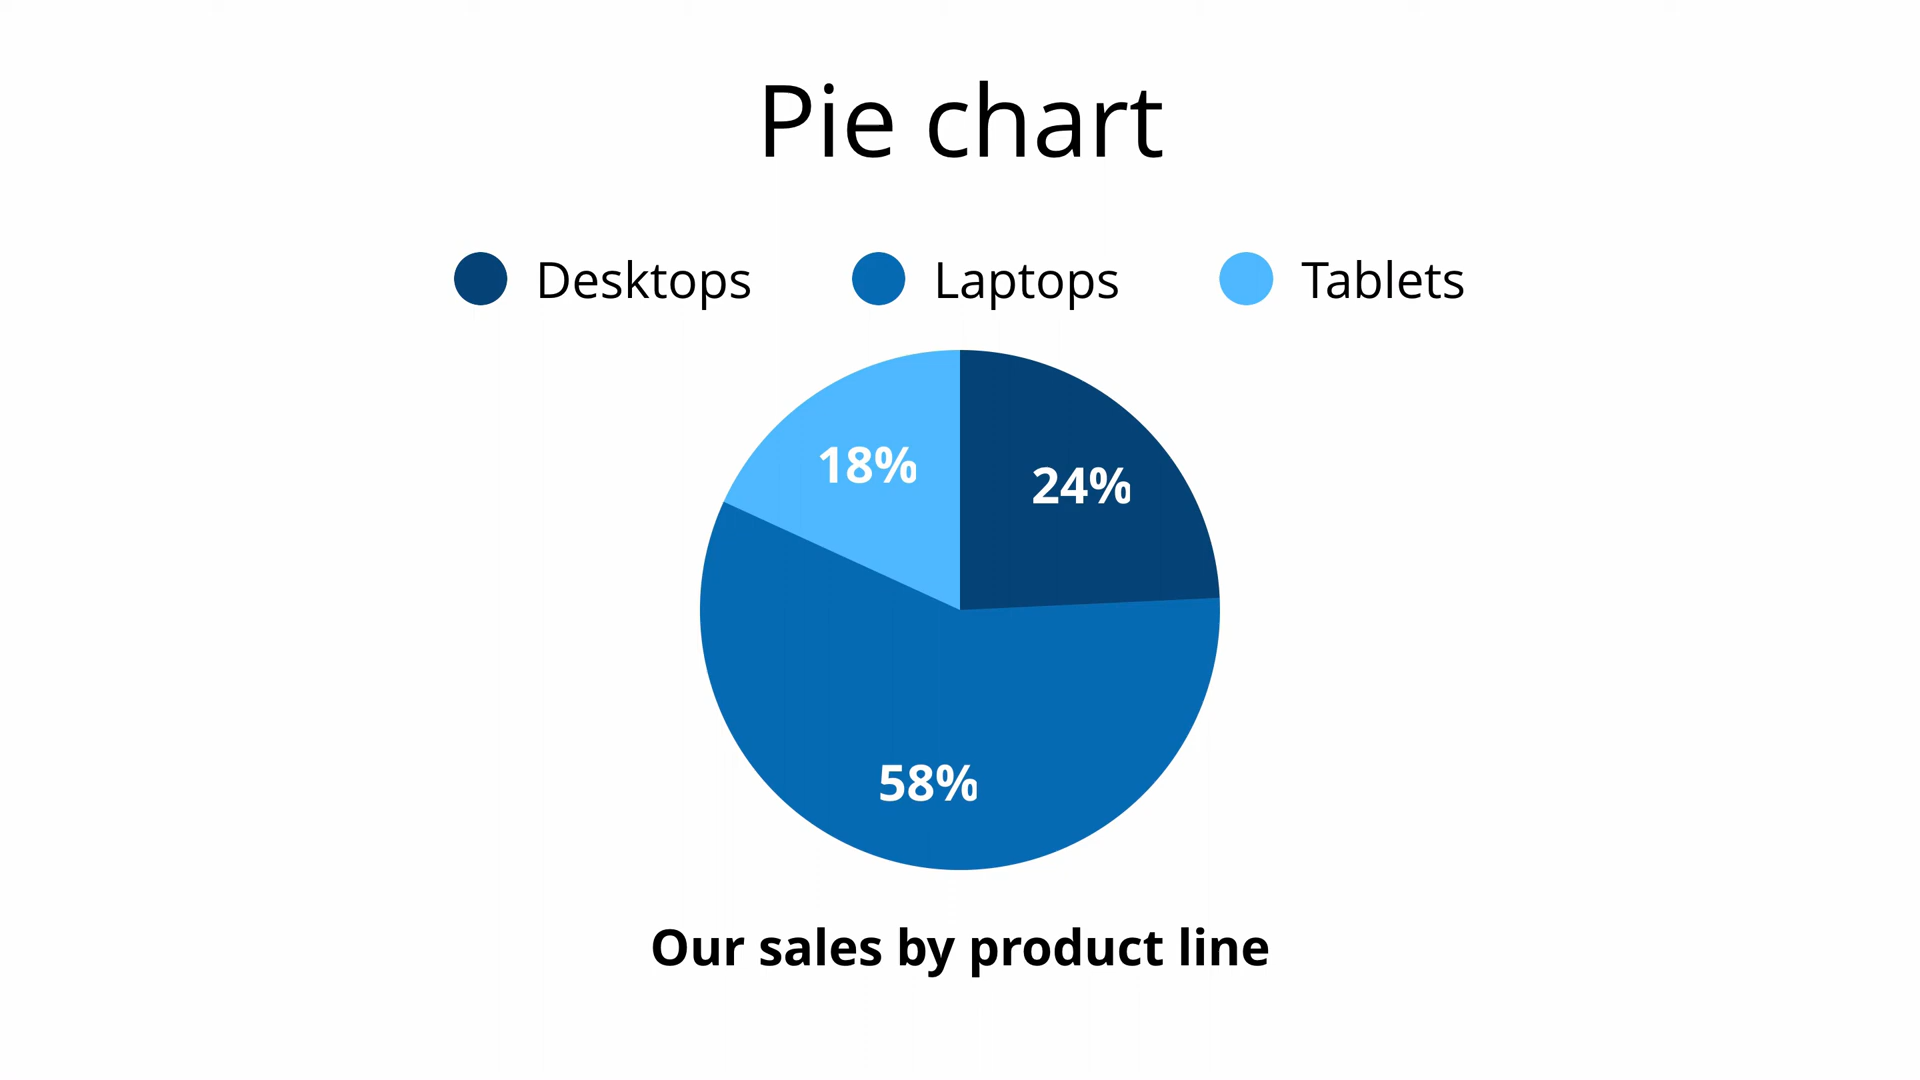 Pie chart
Desktops Laptops Tablets
18% 24%
58%
Our sales by product line